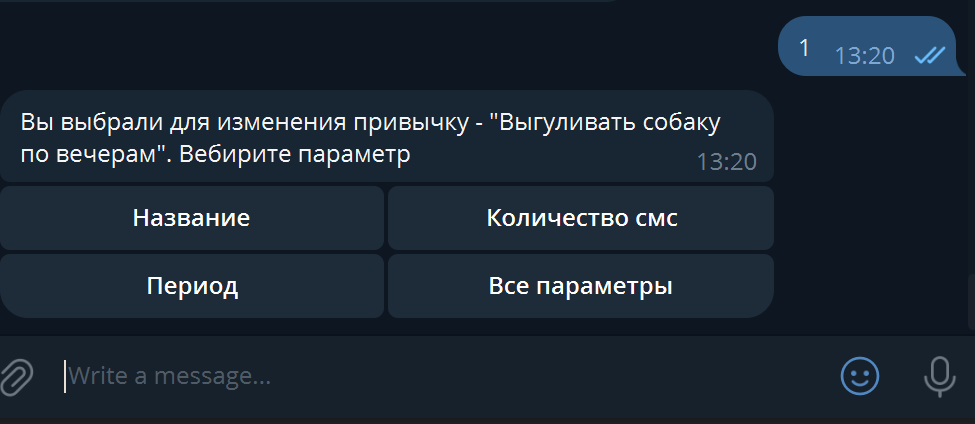 1 13:20
Вы выбрали для изменения привычку - "Выгуливать собаку
по вечерам". Вебирите параметр
13:20
Название Количество смс
Период Все параметры
Write a message...